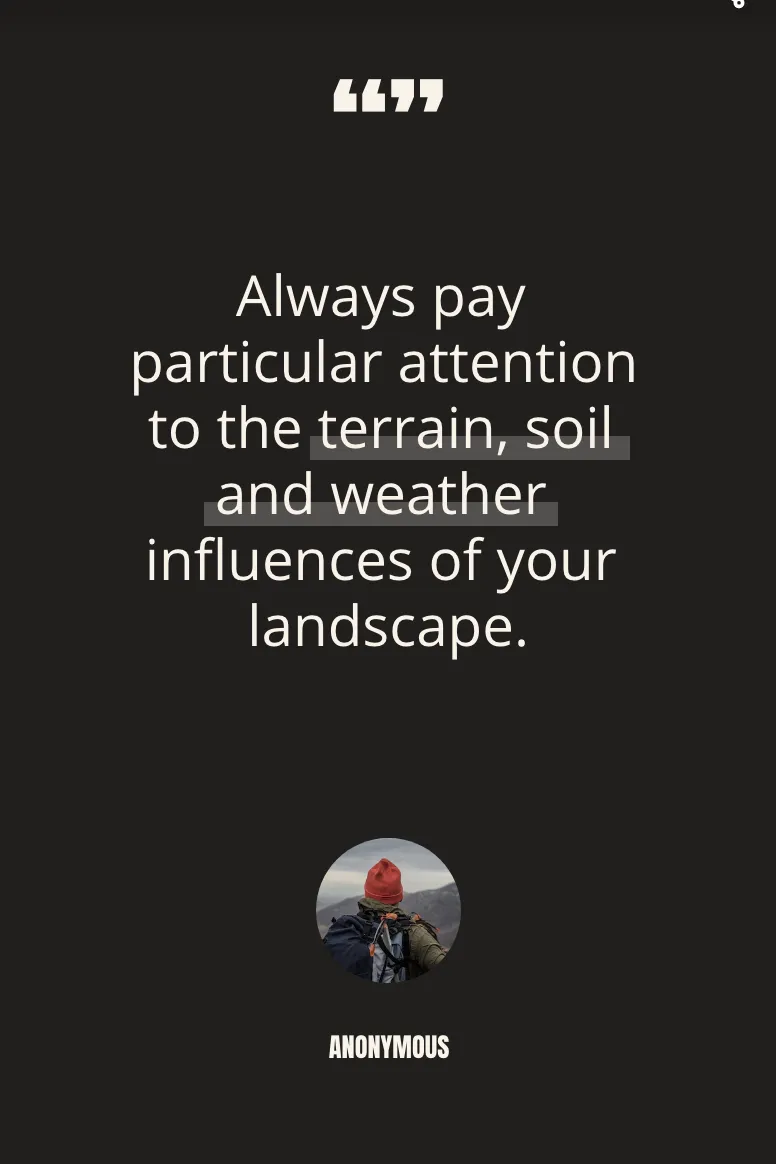 ““””
Always pay
particular attention
to the terrain, soil
and weather
influences of your
landscape.
ANONYMOUS